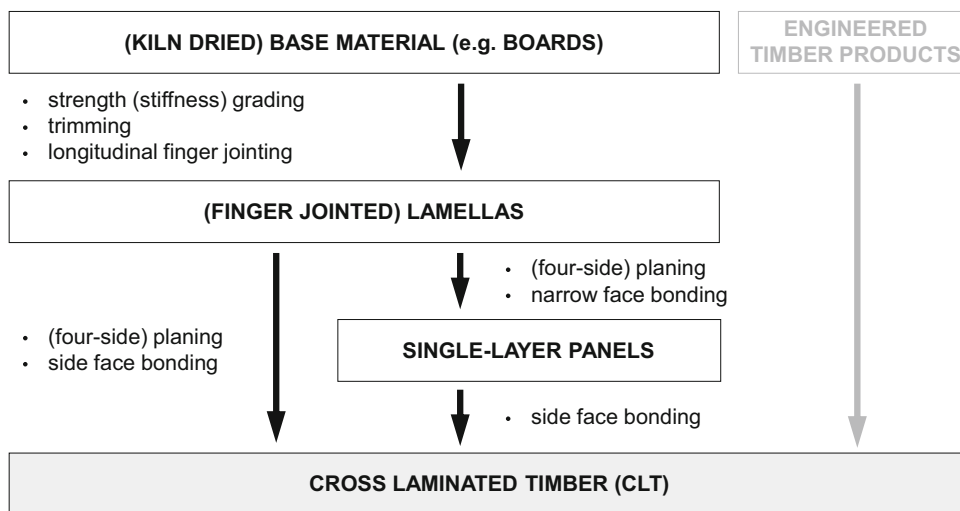 (KILN DRIED) BASE MATERIAL (e.g. BOARDS)
ENGINEERED
TIMBER PRODUCTS
• strength (stiffness) grading
• trimming
• longitudinal finger jointing
(FINGER JOINTED) LAMELLAS
• (four-side) planing
• narrow face bonding
• (four-side) planing
• side face bonding
SINGLE-LAYER PANELS
• side face bonding
CROSS LAMINATED TIMBER (CLT)